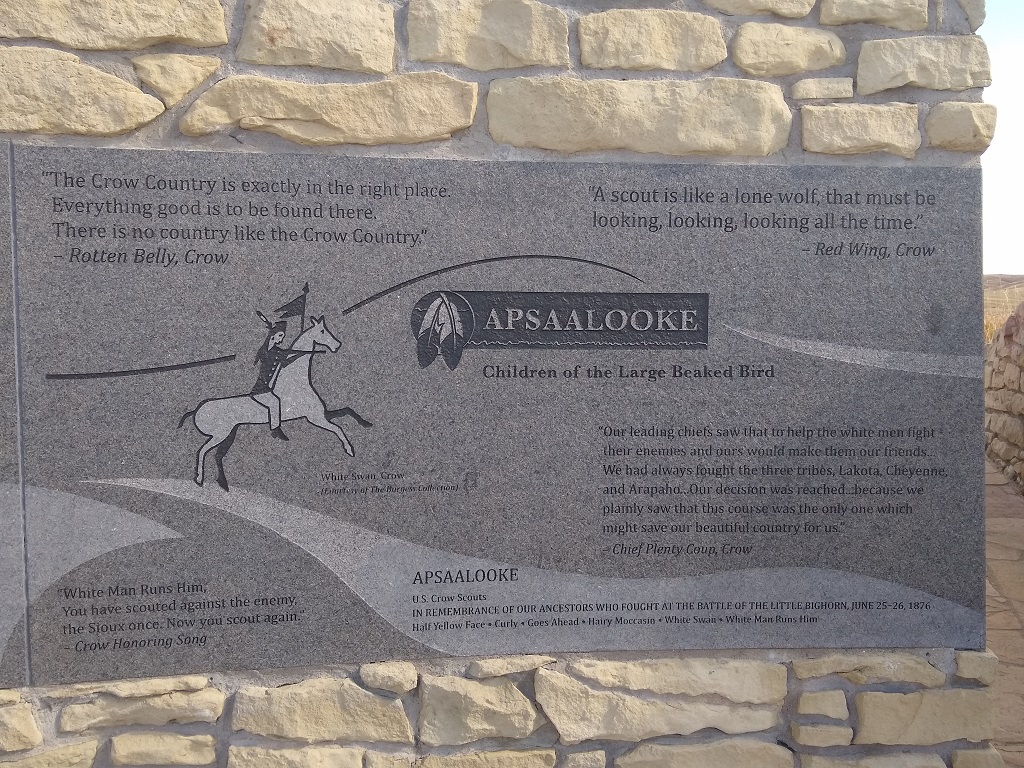 "The Crow Country is exactly in the right place.
Everything good is to be found there.
There is no country like the Crow Country."
– Rotten Belly, Crow
"A scout is like a lone wolf, that must be
looking, looking, looking all the time."
– Red Wing, Crow
APSAALOOKE
Children of the Large Beaked Bird
White Swan, Crow
(Courtesy of The Burgess Collection)
"Our leading chiefs saw that to help the white men fight
their enemies and ours would make them our friends...
We had always fought the three tribes, Lakota, Cheyenne,
and Arapaho...Our decision was reached...because we
plainly saw that this course was the only one which
might save our beautiful country for us."
– Chief Plenty Coup, Crow
"White Man Runs Him,
You have scouted against the enemy,
the Sioux once. Now you scout again."
– Crow Honoring Song
APSAALOOKE
U.S. Crow Scouts
IN REMEMBRANCE OF OUR ANCESTORS WHO FOUGHT AT THE BATTLE OF THE LITTLE BIGHORN, JUNE 25–26, 1876
Half Yellow Face • Curly • Goes Ahead • Hairy Moccasin • White Swan • White Man Runs Him